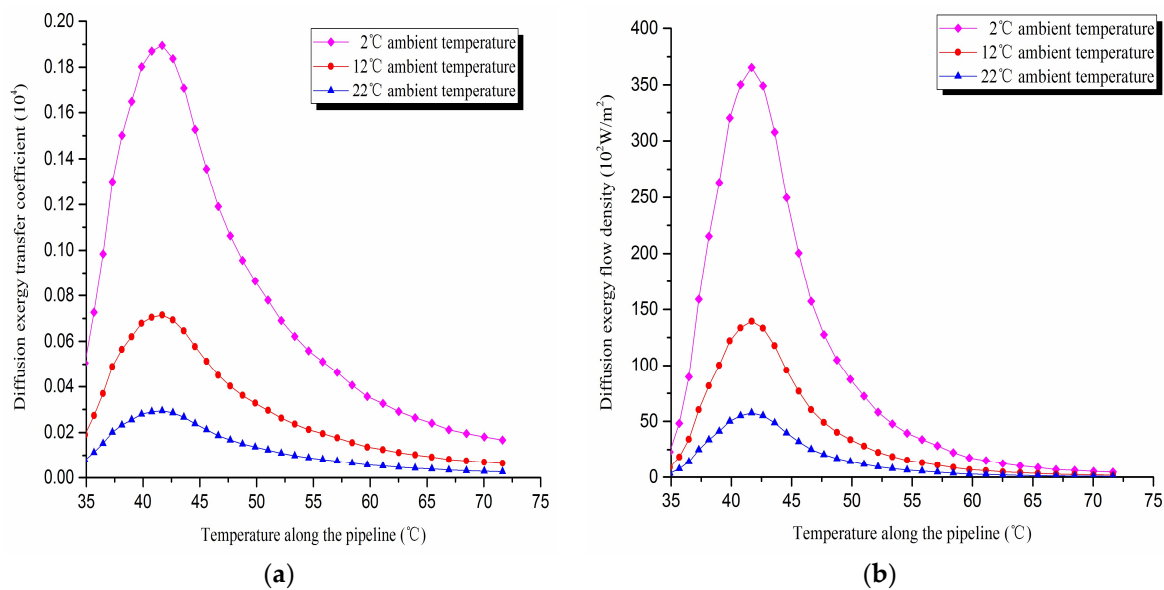 Diffusion exergy transfer coefficient (10⁴)
0.20
0.18
0.16
0.14
0.12
0.10
0.08
0.06
0.04
0.02
0.00
2℃ ambient temperature
12℃ ambient temperature
22℃ ambient temperature
35 40 45 50 55 60 65 70 75
Temperature along the pipeline (℃)
(a)
Diffusion exergy flow density (10²W/m²)
400
350
300
250
200
150
100
50
0
2℃ ambient temperature
12℃ ambient temperature
22℃ ambient temperature
35 40 45 50 55 60 65 70 75
Temperature along the pipeline (℃)
(b)